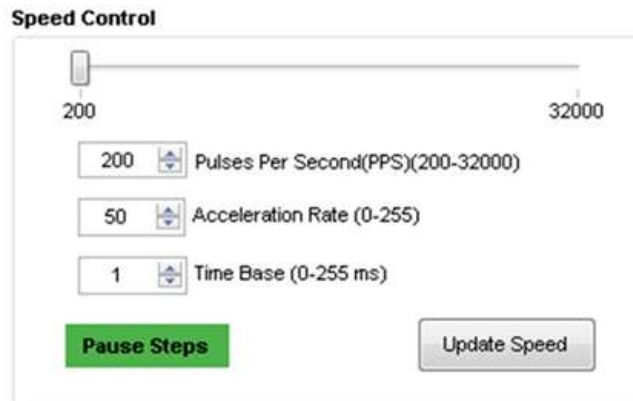 Speed Control
200 32000
200 Pulses Per Second(PPS)(200-32000)
50 Acceleration Rate (0-255)
1 Time Base (0-255 ms)
Pause Steps Update Speed